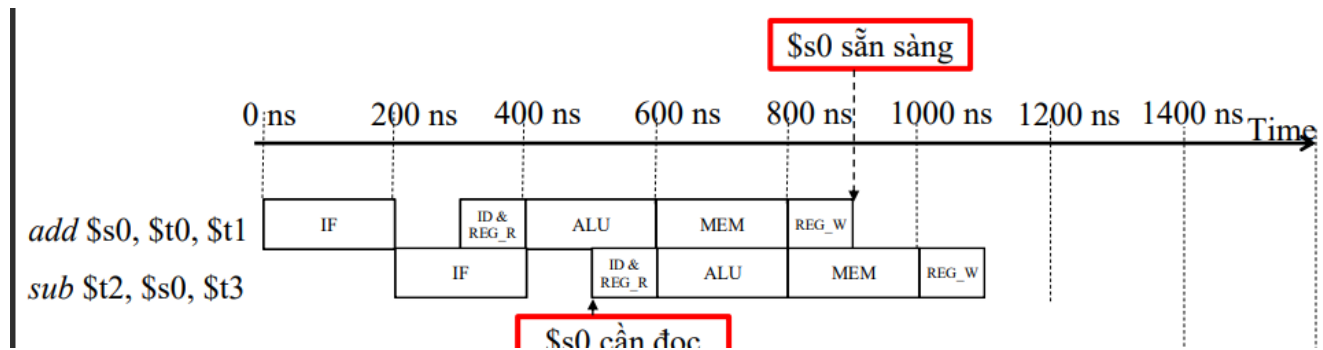 $s0 sẵn sàng
0 ns 200 ns 400 ns 600 ns 800 ns 1000 ns 1200 ns 1400 ns Time
add $s0, $t0, $t1 IF ID & ALU MEM REG_W
REG_R
sub $t2, $s0, $t3 IF ID & ALU MEM REG_W
REG_R
$s0 cần đọc